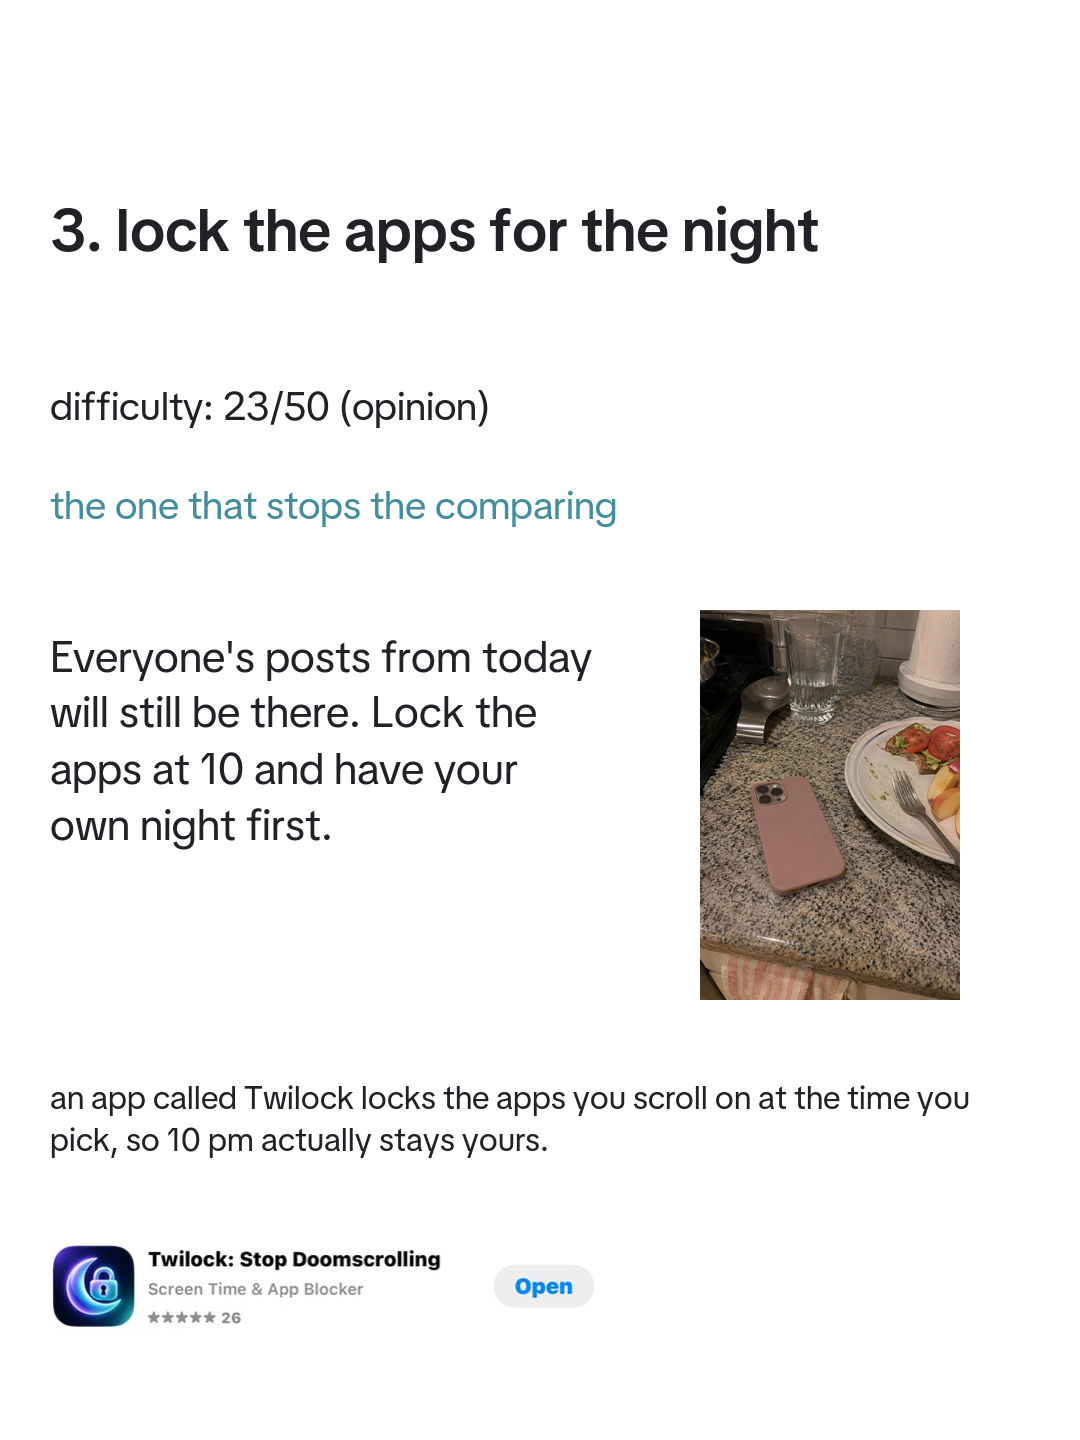 3. lock the apps for the night
difficulty: 23/50 (opinion)
the one that stops the comparing
Everyone's posts from today
will still be there. Lock the
apps at 10 and have your
own night first.
an app called Twilock locks the apps you scroll on at the time you
pick, so 10 pm actually stays yours.
Twilock: Stop Doomscrolling
Screen Time & App Blocker
★★★★★ 26
Open